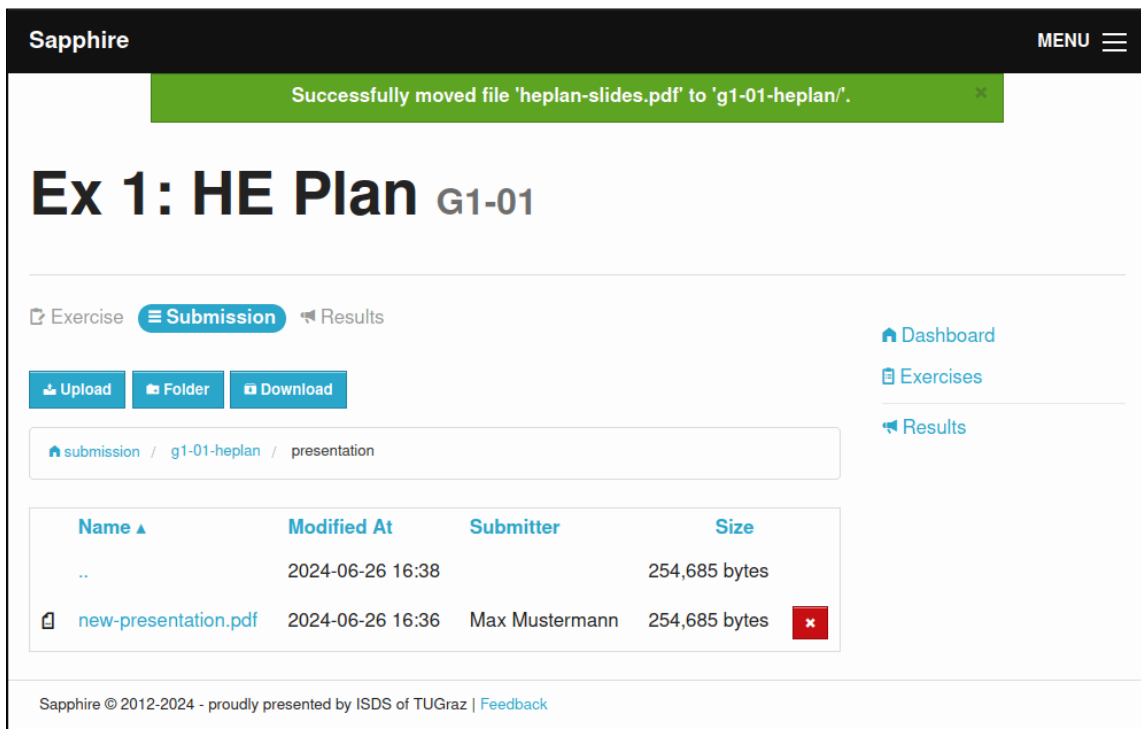 Sapphire MENU
Successfully moved file 'heplan-slides.pdf' to 'g1-01-heplan/'. ×
Ex 1: HE Plan G1-01
Exercise Submission Results
Dashboard
Exercises
Results
Upload Folder Download
submission / g1-01-heplan / presentation
Name ▴ Modified At Submitter Size
.. 2024-06-26 16:38 254,685 bytes
new-presentation.pdf 2024-06-26 16:36 Max Mustermann 254,685 bytes ×
Sapphire © 2012-2024 - proudly presented by ISDS of TUGraz | Feedback